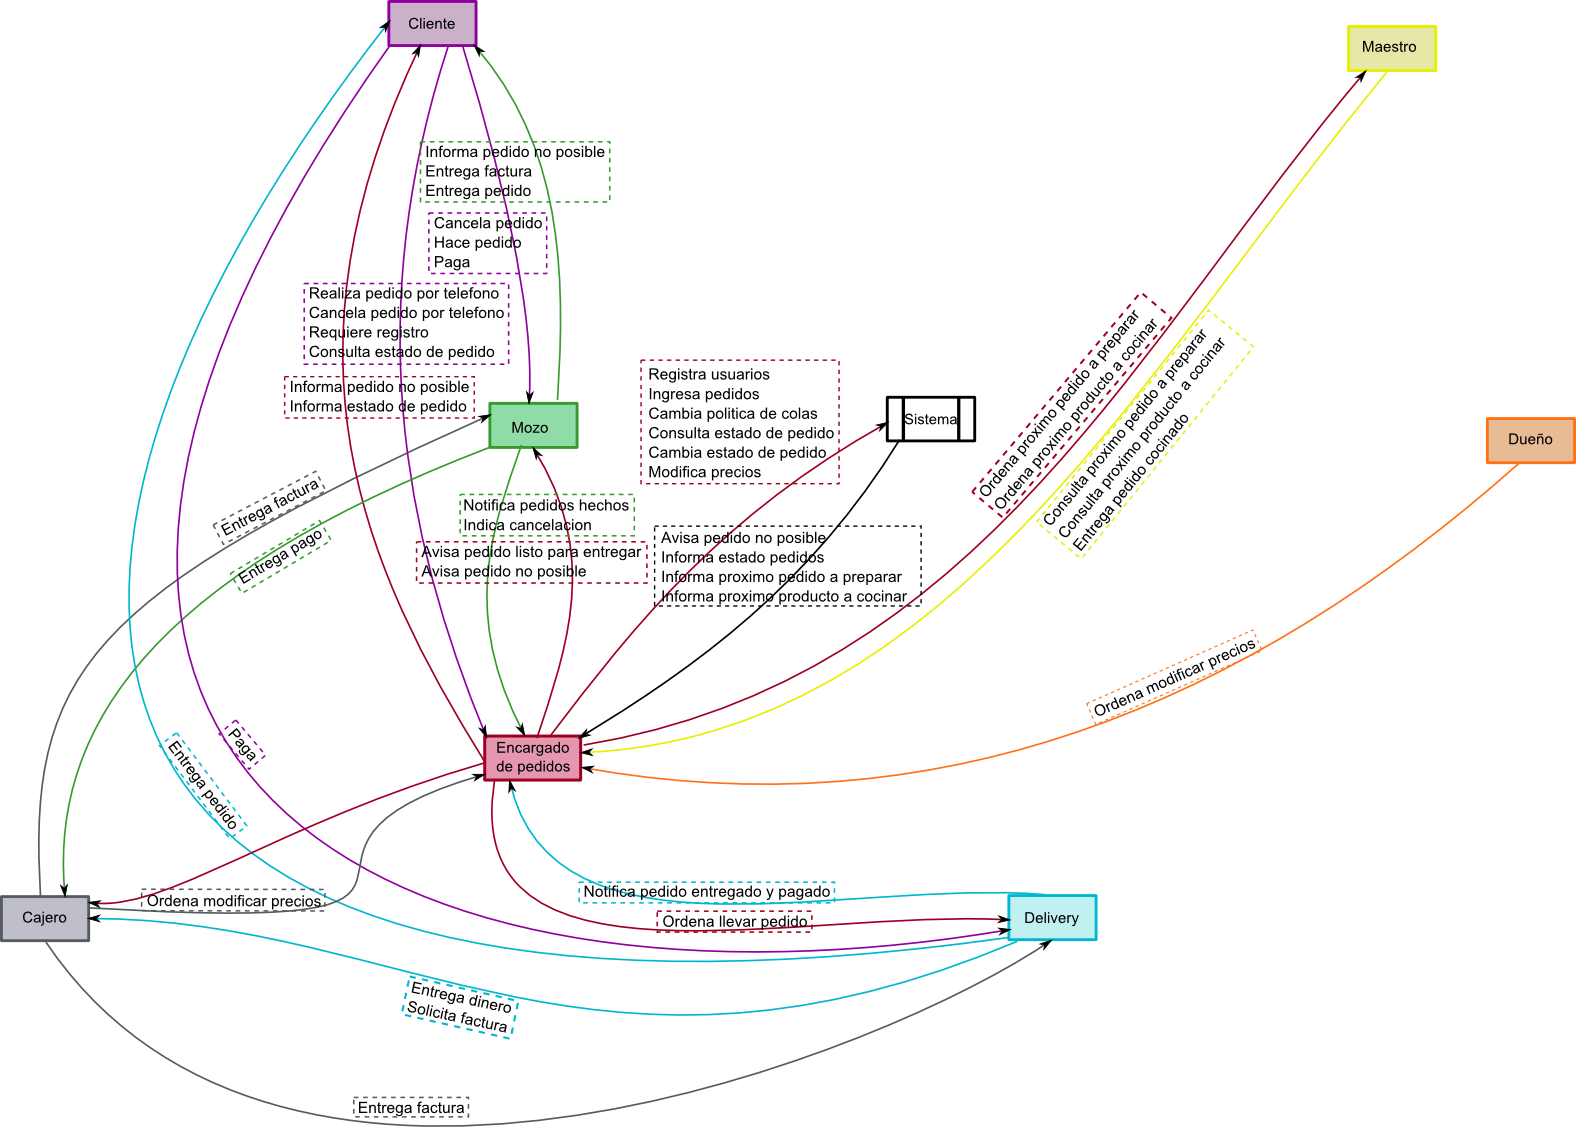 Cliente
Maestro
Informa pedido no posible
Entrega factura
Entrega pedido
Cancela pedido
Hace pedido
Paga
Realiza pedido por telefono
Cancela pedido por telefono
Requiere registro
Consulta estado de pedido
Informa pedido no posible
Informa estado de pedido
Mozo
Registra usuarios
Ingresa pedidos
Cambia politica de colas
Consulta estado de pedido
Cambia estado de pedido
Modifica precios
Sistema
Ordena proximo pedido a preparar
Ordena proximo producto a cocinar
Consulta proximo pedido a preparar
Consulta proximo producto a cocinar
Entrega pedido cocinado
Dueño
Entrega factura
Entrega pago
Notifica pedidos hechos
Indica cancelacion
Avisa pedido listo para entregar
Avisa pedido no posible
Avisa pedido no posible
Informa estado pedidos
Informa proximo pedido a preparar
Informa proximo producto a cocinar
Ordena modificar precios
Paga
Entrega pedido
Encargado
de pedidos
Notifica pedido entregado y pagado
Ordena modificar precios
Ordena llevar pedido
Cajero
Delivery
Entrega dinero
Solicita factura
Entrega factura